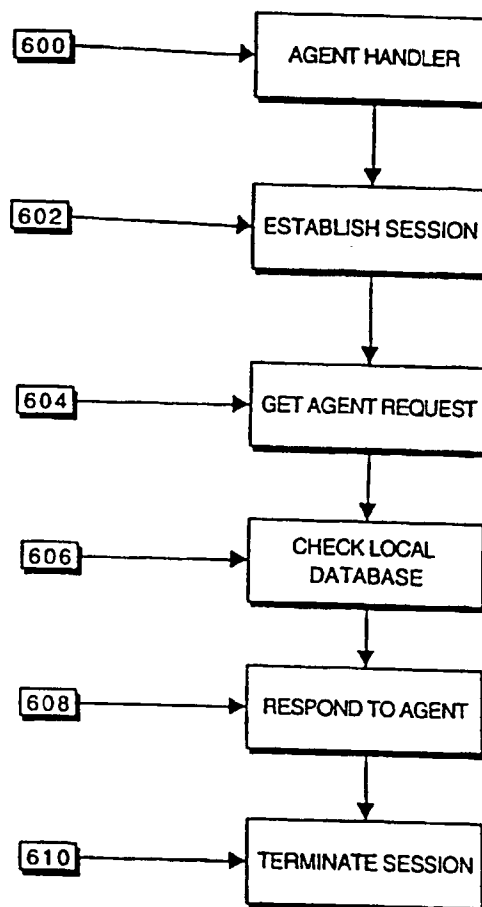 600
AGENT HANDLER
602
ESTABLISH SESSION
604
GET AGENT REQUEST
606
CHECK LOCAL
DATABASE
608
RESPOND TO AGENT
610
TERMINATE SESSION